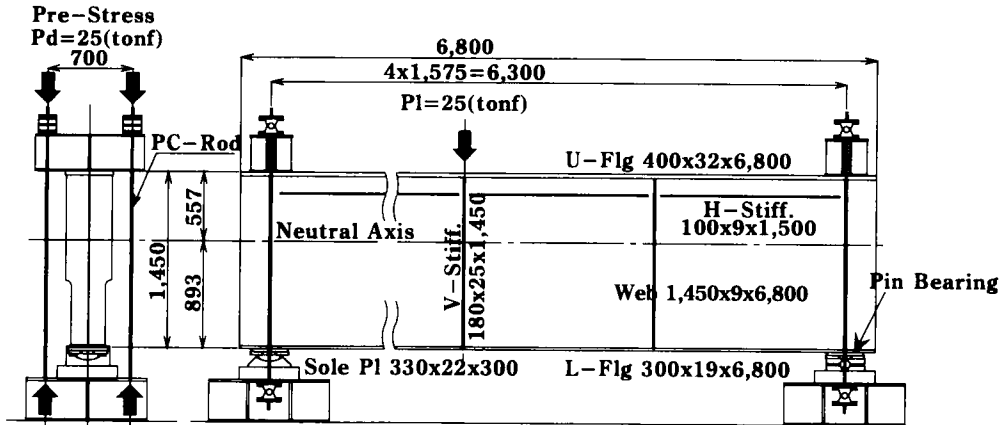 Pre-Stress
Pd=25(tonf)
700
6,800
4x1,575=6,300
Pl=25(tonf)
PC-Rod
U-Flg 400x32x6,800
557
H-Stiff.
100x9x1,500
Neutral Axis
1,450
893
V-Stiff.
180x25x1,450
Web 1,450x9x6,800
Pin Bearing
Sole Pl 330x22x300
L-Flg 300x19x6,800